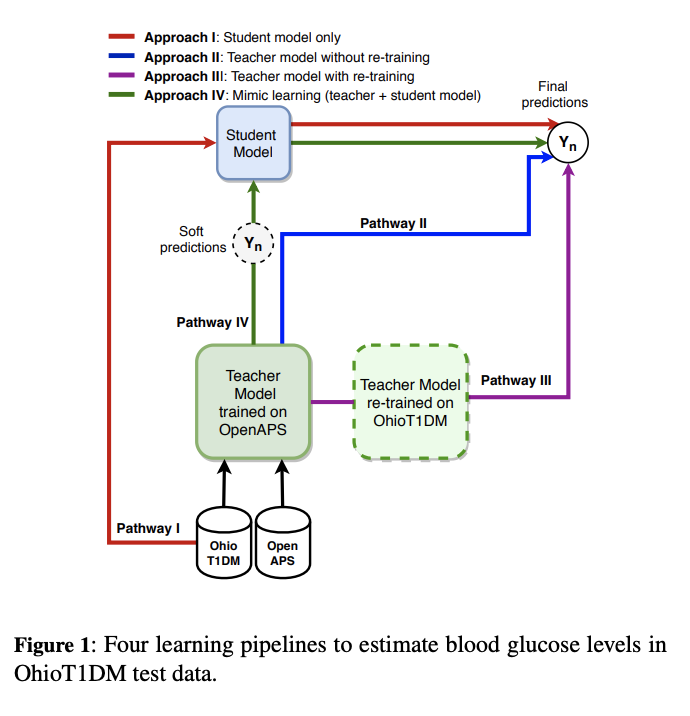 Approach I: Student model only
Approach II: Teacher model without re-training
Approach III: Teacher model with re-training
Approach IV: Mimic learning (teacher + student model)
Final
predictions
Student
Model
Yn
Soft
predictions
Yn
Pathway II
Pathway IV
Teacher
Model
trained on
OpenAPS
Teacher Model
re-trained on
OhioT1DM
Pathway III
Pathway I
Ohio
T1DM
Open
APS
Figure 1: Four learning pipelines to estimate blood glucose levels in
OhioT1DM test data.